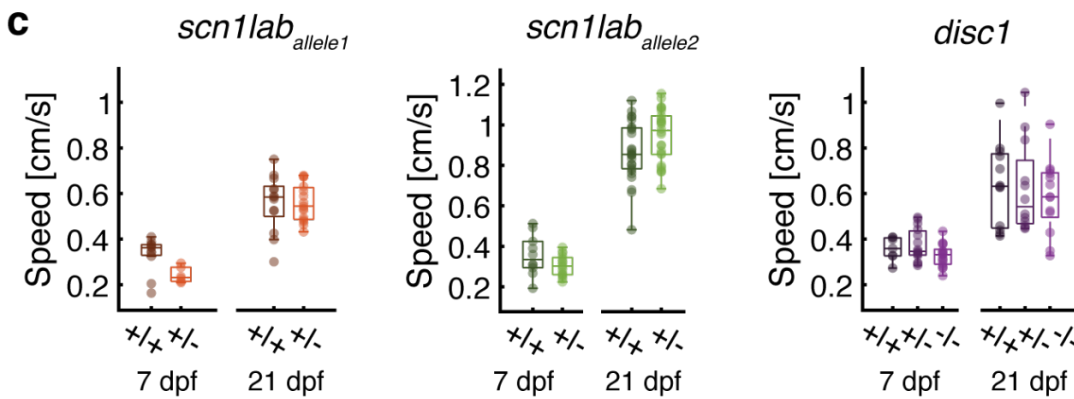 c
scn1lab allele1
Speed [cm/s]
1
0.8
0.6
0.4
0.2
+/+ +/- +/+ +/-
7 dpf 21 dpf
scn1lab allele2
Speed [cm/s]
1.2
1
0.8
0.6
0.4
0.2
+/+ +/- +/+ +/-
7 dpf 21 dpf
disc1
Speed [cm/s]
1
0.8
0.6
0.4
0.2
+/+ +/- -/- +/+ +/- -/-
7 dpf 21 dpf